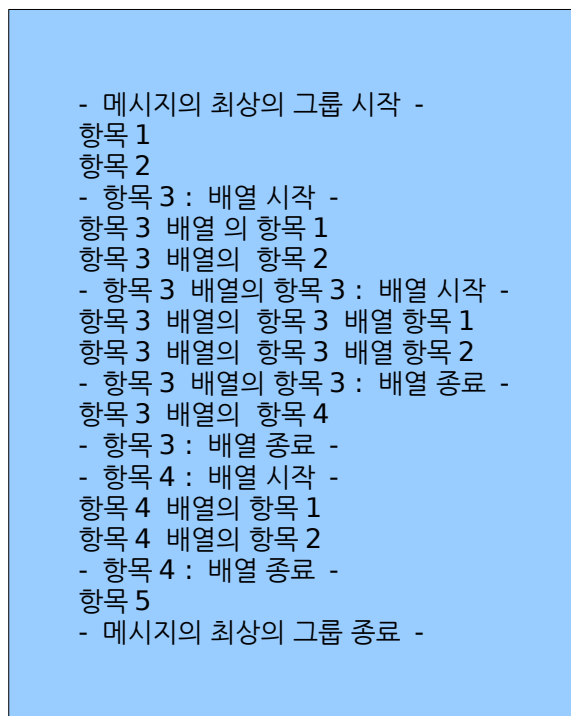 - 메시지의 최상의 그룹 시작 -
항목 1
항목 2
- 항목 3 : 배열 시작 -
항목 3 배열 의 항목 1
항목 3 배열의 항목 2
- 항목 3 배열의 항목 3 : 배열 시작 -
항목 3 배열의 항목 3 배열 항목 1
항목 3 배열의 항목 3 배열 항목 2
- 항목 3 배열의 항목 3 : 배열 종료 -
항목 3 배열의 항목 4
- 항목 3 : 배열 종료 -
- 항목 4 : 배열 시작 -
항목 4 배열의 항목 1
항목 4 배열의 항목 2
- 항목 4 : 배열 종료 -
항목 5
- 메시지의 최상의 그룹 종료 -